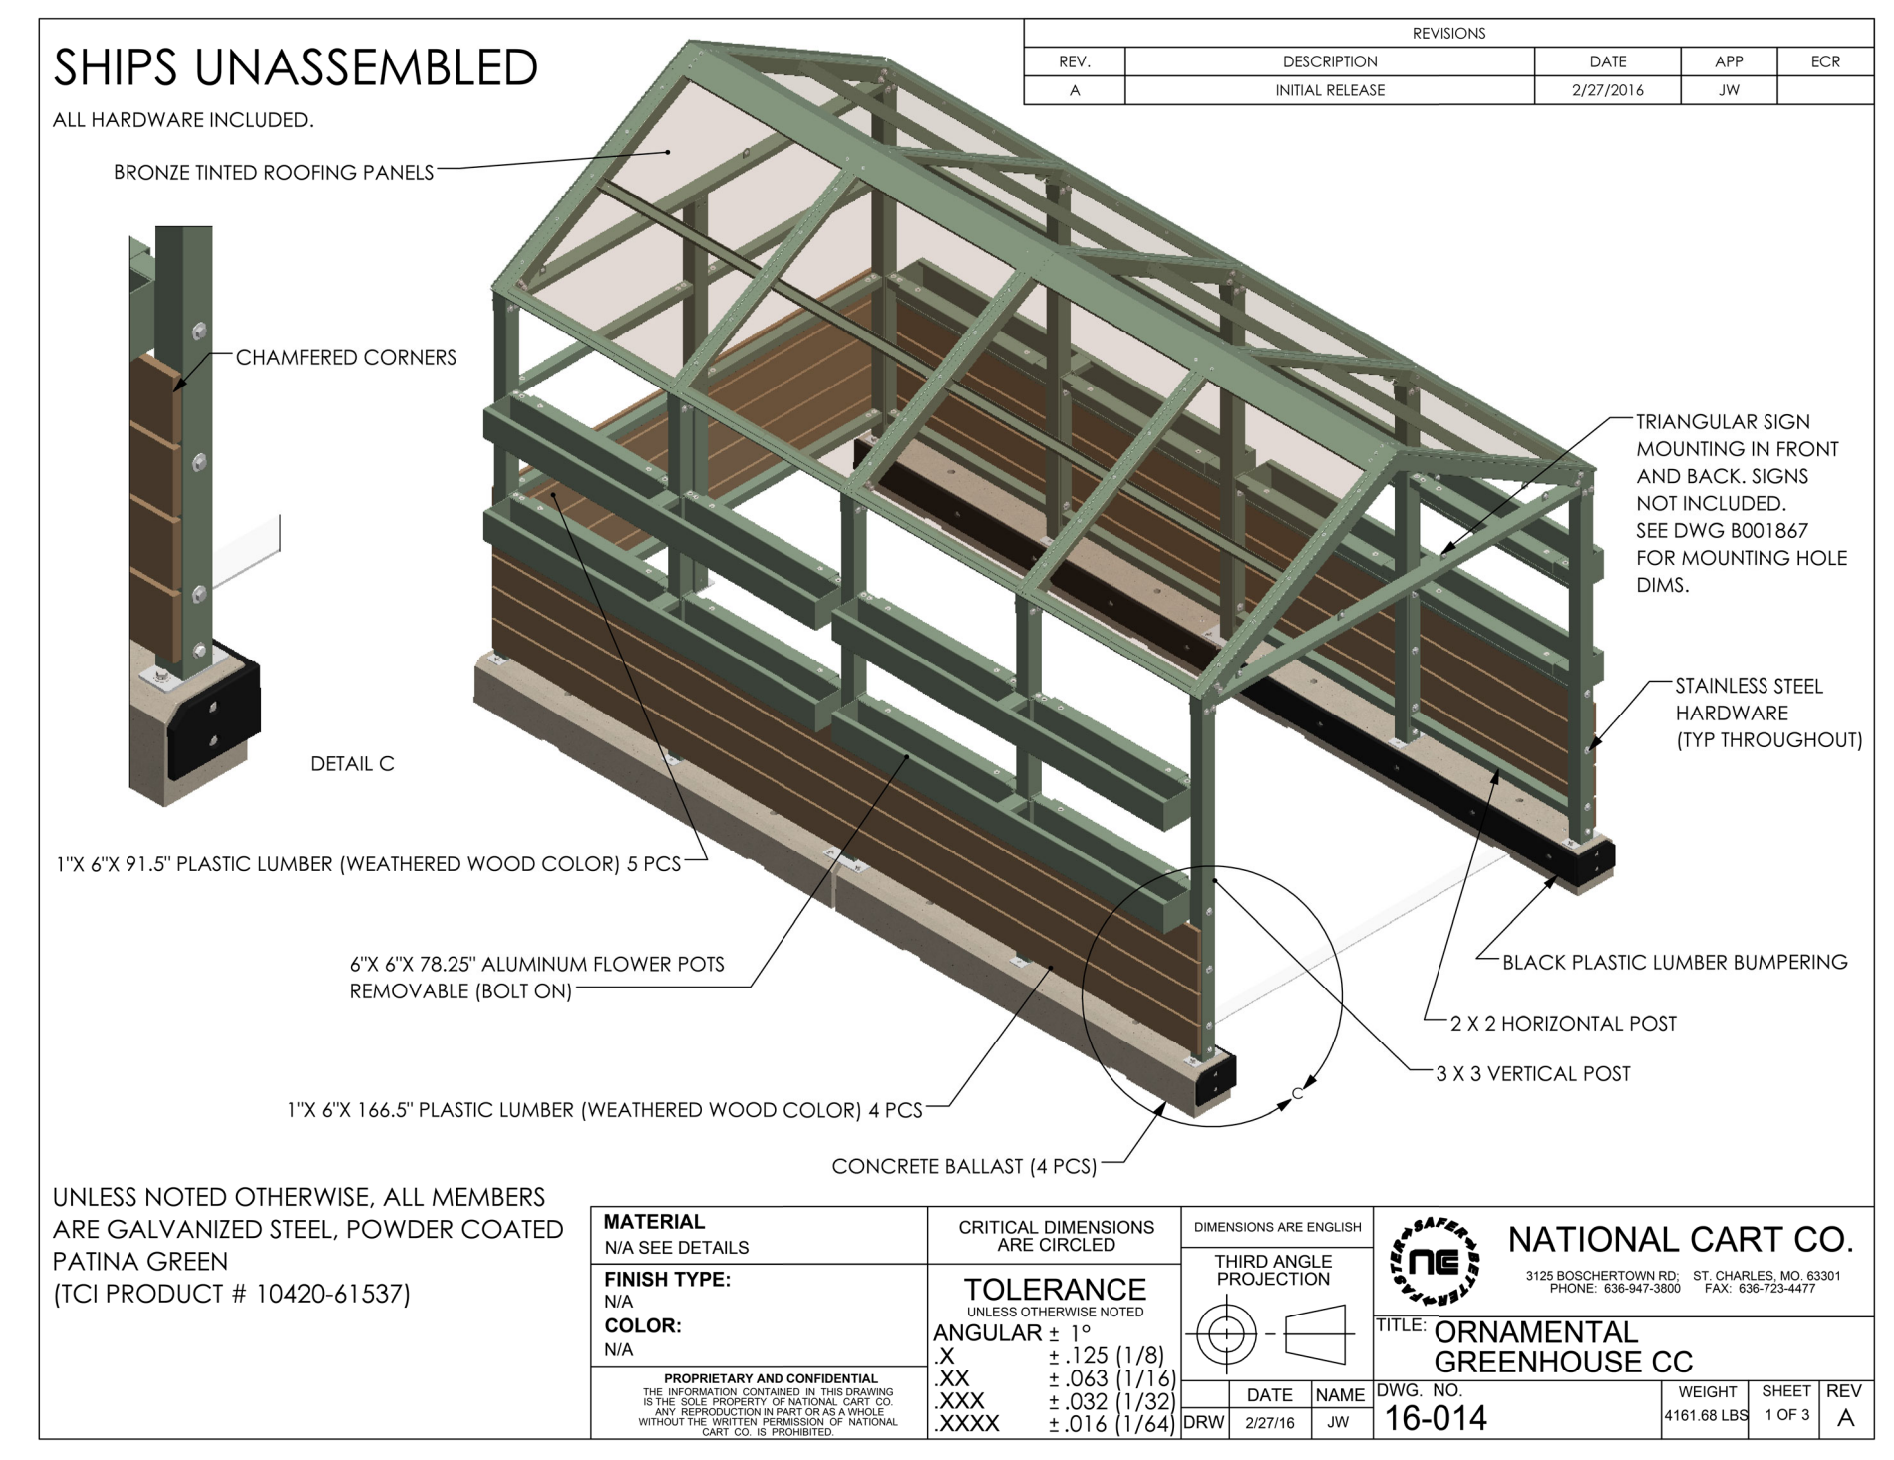 SHIPS UNASSEMBLED
ALL HARDWARE INCLUDED.
REVISIONS
REV. DESCRIPTION DATE APP ECR
A INITIAL RELEASE 2/27/2016 JW
BRONZE TINTED ROOFING PANELS
CHAMFERED CORNERS
DETAIL C
TRIANGULAR SIGN
MOUNTING IN FRONT
AND BACK. SIGNS
NOT INCLUDED.
SEE DWG B001867
FOR MOUNTING HOLE
DIMS.
STAINLESS STEEL
HARDWARE
(TYP THROUGHOUT)
1"X 6"X 91.5" PLASTIC LUMBER (WEATHERED WOOD COLOR) 5 PCS
6"X 6"X 78.25" ALUMINUM FLOWER POTS
REMOVABLE (BOLT ON)
BLACK PLASTIC LUMBER BUMPERING
2 X 2 HORIZONTAL POST
3 X 3 VERTICAL POST
C
1"X 6"X 166.5" PLASTIC LUMBER (WEATHERED WOOD COLOR) 4 PCS
CONCRETE BALLAST (4 PCS)
UNLESS NOTED OTHERWISE, ALL MEMBERS
ARE GALVANIZED STEEL, POWDER COATED
PATINA GREEN
(TCI PRODUCT # 10420-61537)
MATERIAL
N/A SEE DETAILS
FINISH TYPE:
N/A
COLOR:
N/A
PROPRIETARY AND CONFIDENTIAL
THE INFORMATION CONTAINED IN THIS DRAWING
IS THE SOLE PROPERTY OF NATIONAL CART CO.
ANY REPRODUCTION IN PART OR AS A WHOLE
WITHOUT THE WRITTEN PERMISSION OF NATIONAL
CART CO. IS PROHIBITED.
CRITICAL DIMENSIONS
ARE CIRCLED
TOLERANCE
UNLESS OTHERWISE NOTED
ANGULAR ± 1°
.X ± .125 (1/8)
.XX ± .063 (1/16)
.XXX ± .032 (1/32)
.XXXX ± .016 (1/64)
DIMENSIONS ARE ENGLISH
THIRD ANGLE
PROJECTION
DATE NAME
DRW 2/27/16 JW
FASTER SAFER BETTER
NC
NATIONAL CART CO.
3125 BOSCHERTOWN RD; ST. CHARLES, MO. 63301
PHONE: 636-947-3800 FAX: 636-723-4477
TITLE: ORNAMENTAL
GREENHOUSE CC
DWG. NO. WEIGHT SHEET REV
16-014 4161.68 LBS 1 OF 3 A